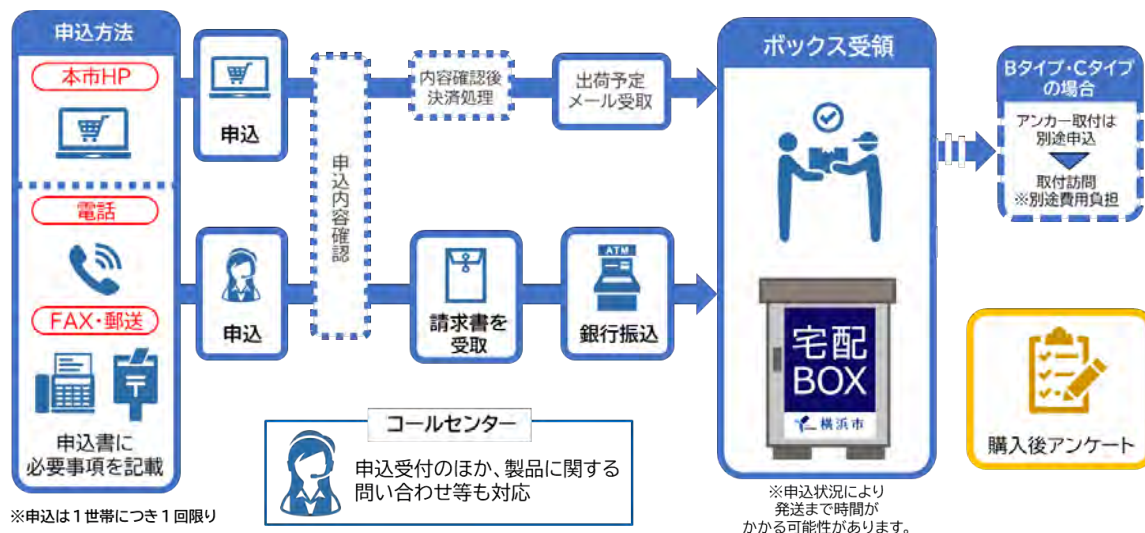 申込方法
本市HP
電話
FAX・郵送
申込書に
必要事項を記載
※申込は1世帯につき1回限り
申込
申込
申込内容確認
内容確認後
決済処理
出荷予定
メール受取
請求書を
受取
ATM
銀行振込
コールセンター
申込受付のほか、製品に関する
問い合わせ等も対応
ボックス受領
宅配
BOX
横浜市
※申込状況により
発送まで時間が
かかる可能性があります。
Bタイプ・Cタイプ
の場合
アンカー取付は
別途申込
取付訪問
※別途費用負担
購入後アンケート